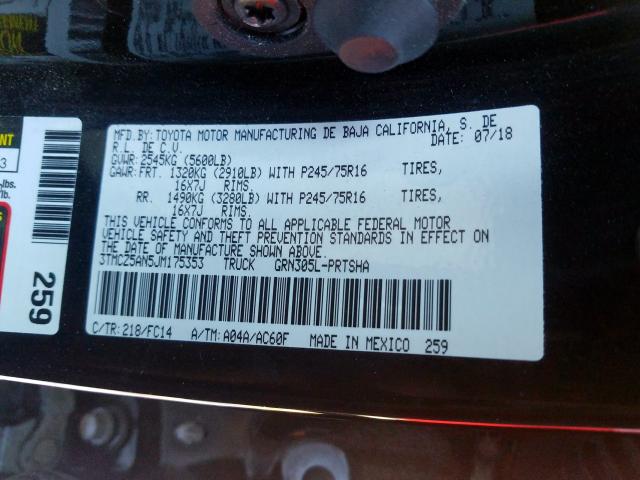 MFD.BY:TOYOTA MOTOR MANUFACTURING DE BAJA CALIFORNIA, S. DE
R.L. DE C.V. DATE: 07/18
GVWR:2545KG (5600LB)
GAWR:FRT. 1320KG (2910LB) WITH P245/75R16 TIRES,
16X7J RIMS.
RR. 1490KG (3280LB) WITH P245/75R16 TIRES,
16X7J RIMS.
THIS VEHICLE CONFORMS TO ALL APPLICABLE FEDERAL MOTOR
VEHICLE SAFETY AND THEFT PREVENTION STANDARDS IN EFFECT ON
THE DATE OF MANUFACTURE SHOWN ABOVE.
3TMCZ5AN5JM175353 TRUCK GRN305L-PRTSHA
C/TR:218/FC14 A/TM:A04A/AC60F MADE IN MEXICO 259
259
lbs.
lb.